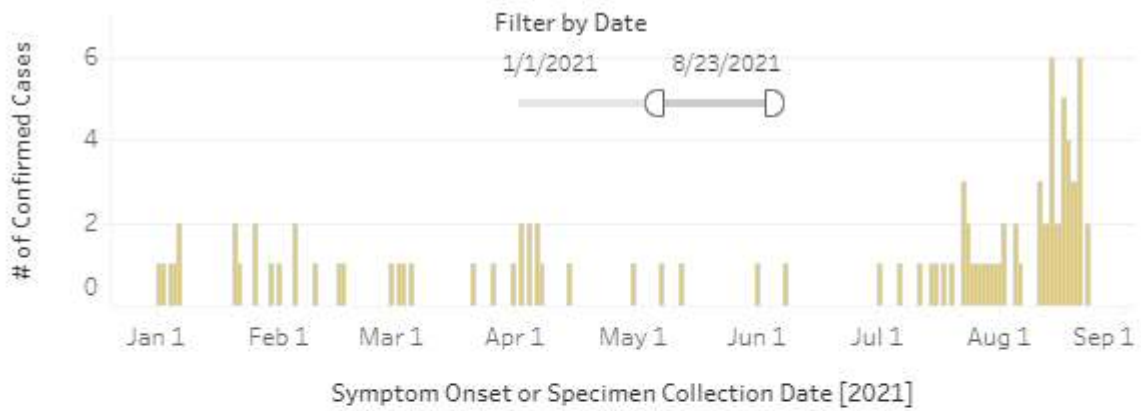 Filter by Date
1/1/2021 8/23/2021
# of Confirmed Cases
6
4
2
0
Jan 1 Feb 1 Mar 1 Apr 1 May 1 Jun 1 Jul 1 Aug 1 Sep 1
Symptom Onset or Specimen Collection Date [2021]